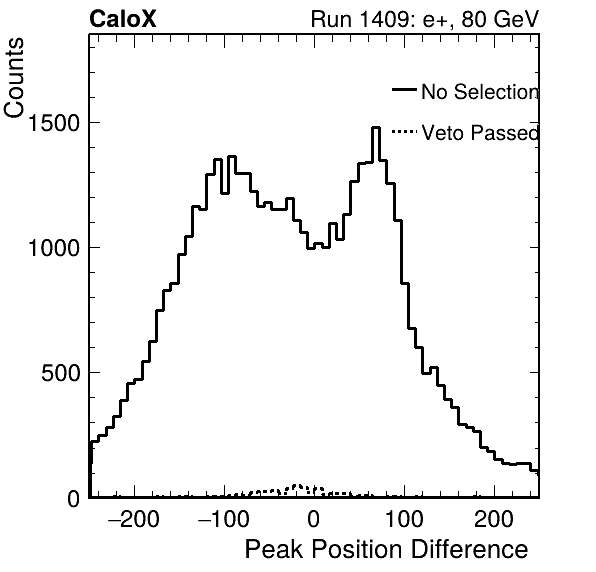 CaloX Run 1409: e+, 80 GeV
Counts
No Selection
Veto Passed
1500
1000
500
0
−200 −100 0 100 200
Peak Position Difference